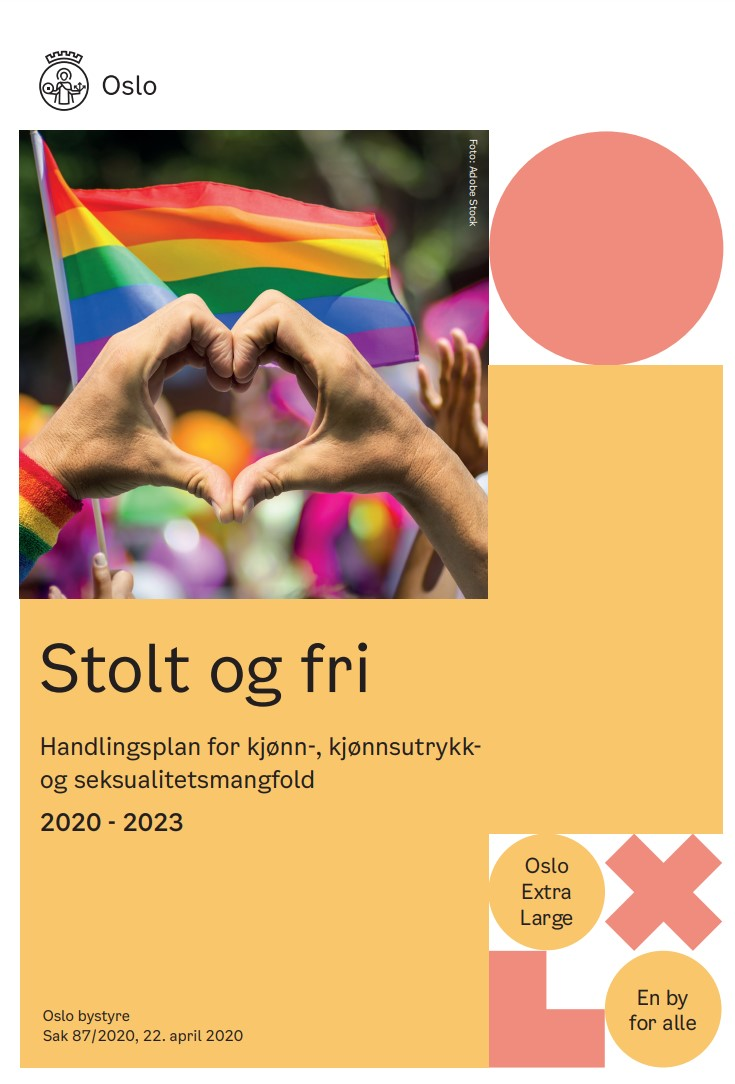 Oslo
Foto: Adobe Stock
Stolt og fri
Handlingsplan for kjønn-, kjønnsutrykk-
og seksualitetsmangfold
2020 - 2023
Oslo
Extra
Large
En by
for alle
Oslo bystyre
Sak 87/2020, 22. april 2020